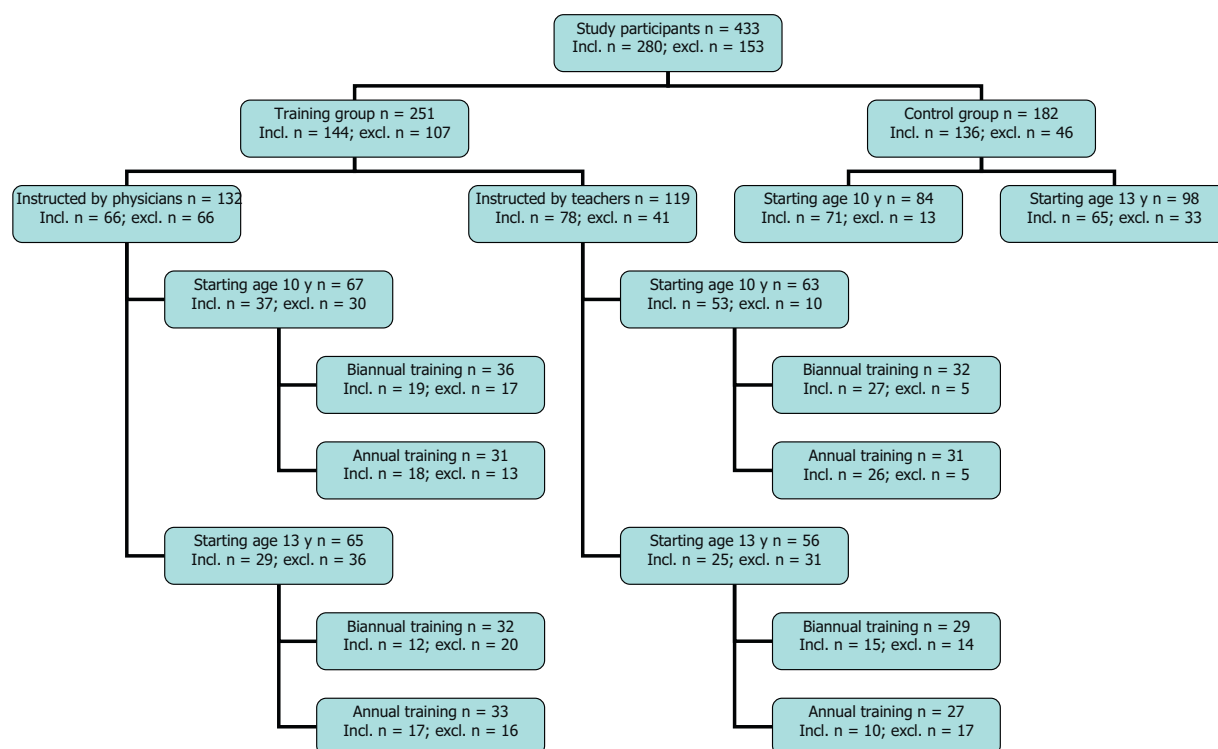 Study participants n = 433
Incl. n = 280; excl. n = 153
Training group n = 251
Incl. n = 144; excl. n = 107
Control group n = 182
Incl. n = 136; excl. n = 46
Instructed by physicians n = 132
Incl. n = 66; excl. n = 66
Instructed by teachers n = 119
Incl. n = 78; excl. n = 41
Starting age 10 y n = 84
Incl. n = 71; excl. n = 13
Starting age 13 y n = 98
Incl. n = 65; excl. n = 33
Starting age 10 y n = 67
Incl. n = 37; excl. n = 30
Starting age 10 y n = 63
Incl. n = 53; excl. n = 10
Biannual training n = 36
Incl. n = 19; excl. n = 17
Biannual training n = 32
Incl. n = 27; excl. n = 5
Annual training n = 31
Incl. n = 18; excl. n = 13
Annual training n = 31
Incl. n = 26; excl. n = 5
Starting age 13 y n = 65
Incl. n = 29; excl. n = 36
Starting age 13 y n = 56
Incl. n = 25; excl. n = 31
Biannual training n = 32
Incl. n = 12; excl. n = 20
Biannual training n = 29
Incl. n = 15; excl. n = 14
Annual training n = 33
Incl. n = 17; excl. n = 16
Annual training n = 27
Incl. n = 10; excl. n = 17